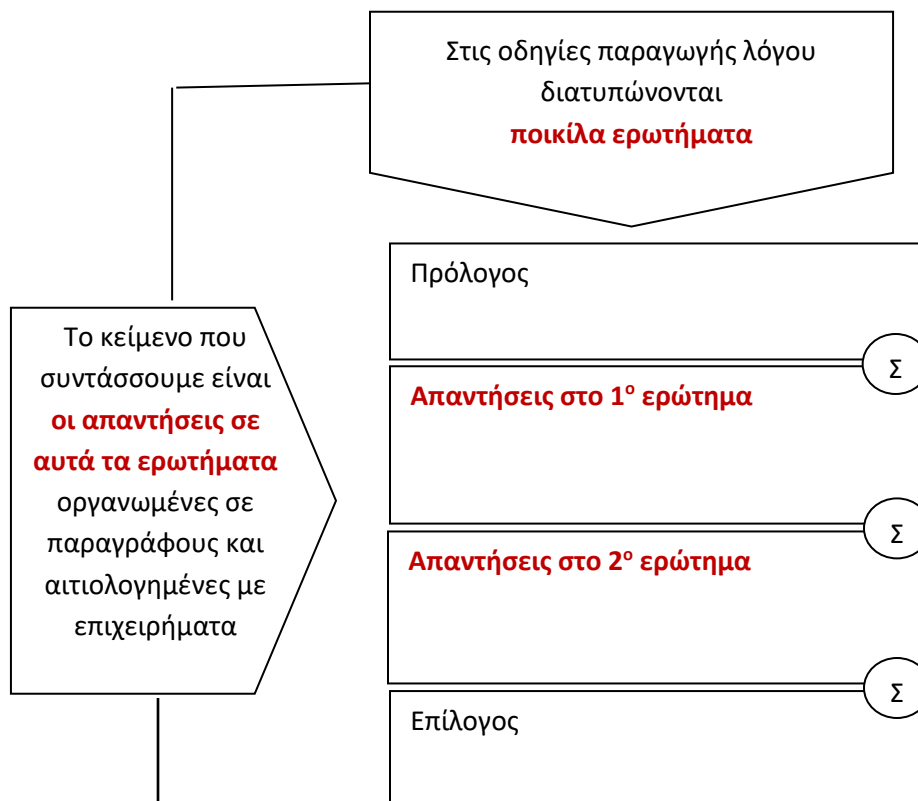 Στις οδηγίες παραγωγής λόγου
διατυπώνονται
ποικίλα ερωτήματα
Το κείμενο που
συντάσσουμε είναι
οι απαντήσεις σε
αυτά τα ερωτήματα
οργανωμένες σε
παραγράφους και
αιτιολογημένες με
επιχειρήματα
Πρόλογος
Σ
Απαντήσεις στο 1ο ερώτημα
Σ
Απαντήσεις στο 2ο ερώτημα
Σ
Επίλογος